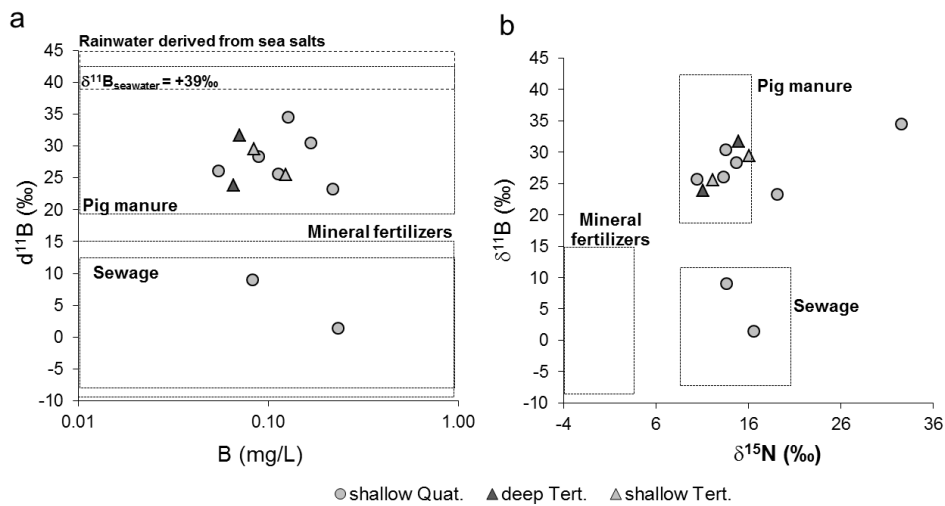 a
Rainwater derived from sea salts
δ¹¹Bseawater = +39‰
Pig manure
Mineral fertilizers
Sewage
45
40
35
30
25
20
15
10
5
0
-5
-10
d¹¹B (‰)
0.01 0.10 1.00
B (mg/L)
b
Pig manure
Mineral
fertilizers
Sewage
45
40
35
30
25
20
15
10
5
0
-5
-10
δ¹¹B (‰)
-4 6 16 26 36
δ¹⁵N (‰)
shallow Quat. deep Tert. shallow Tert.